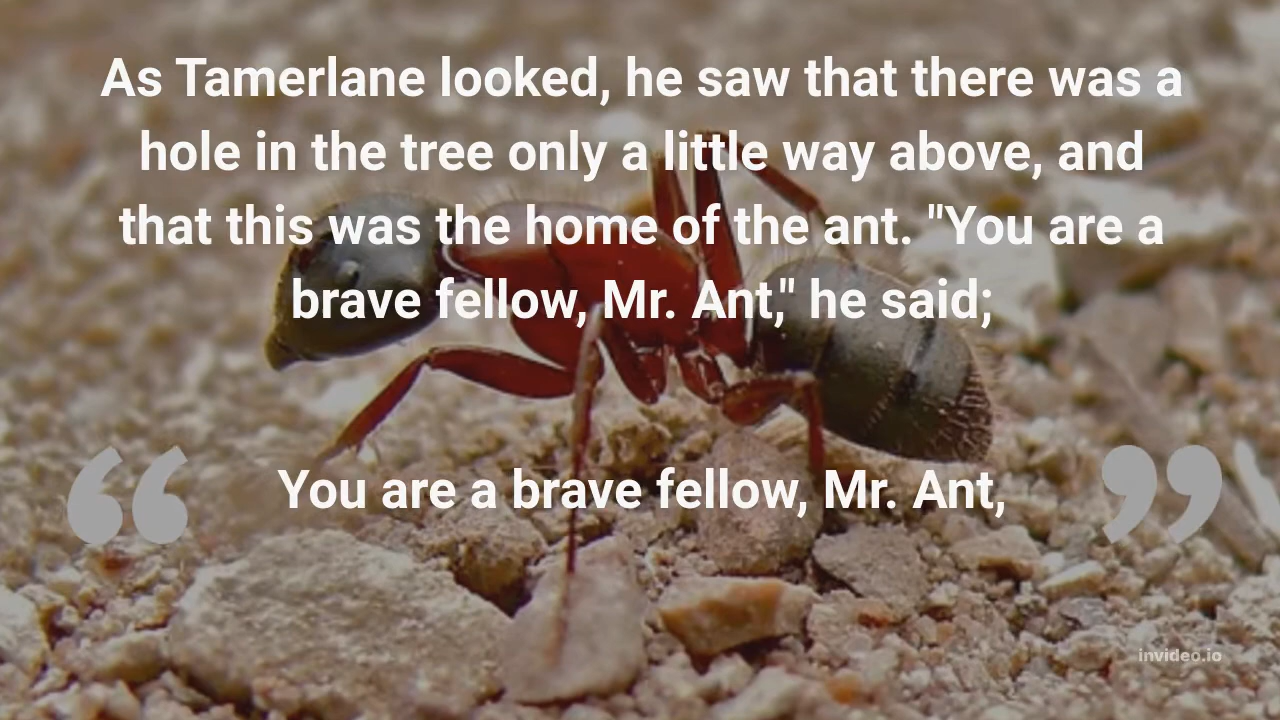 As Tamerlane looked, he saw that there was a
hole in the tree only a little way above, and
that this was the home of the ant. "You are a
brave fellow, Mr. Ant," he said;
“ You are a brave fellow, Mr. Ant, ”
invideo.io